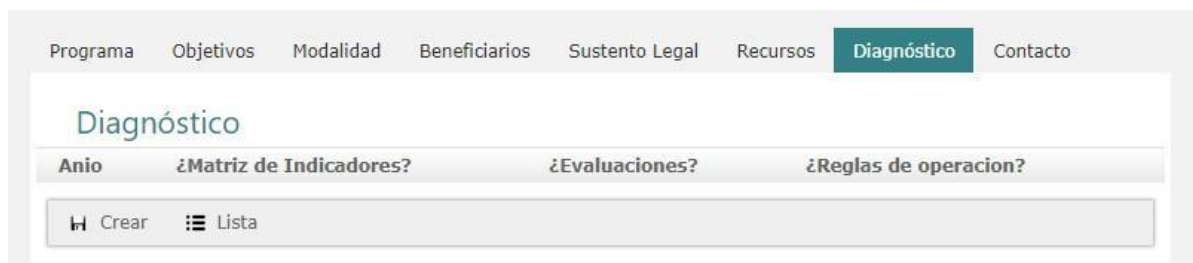 Programa Objetivos Modalidad Beneficiarios Sustento Legal Recursos Diagnóstico Contacto
Diagnóstico
Anio ¿Matriz de Indicadores? ¿Evaluaciones? ¿Reglas de operacion?
Crear Lista